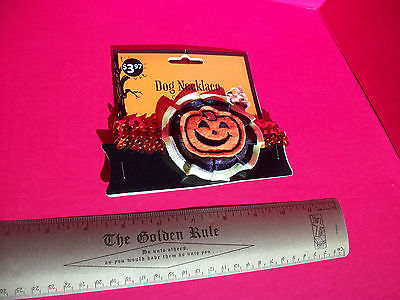 $3.97
Dog Necklace
The Golden Rule
Do unto others,
as you would have them do unto you.